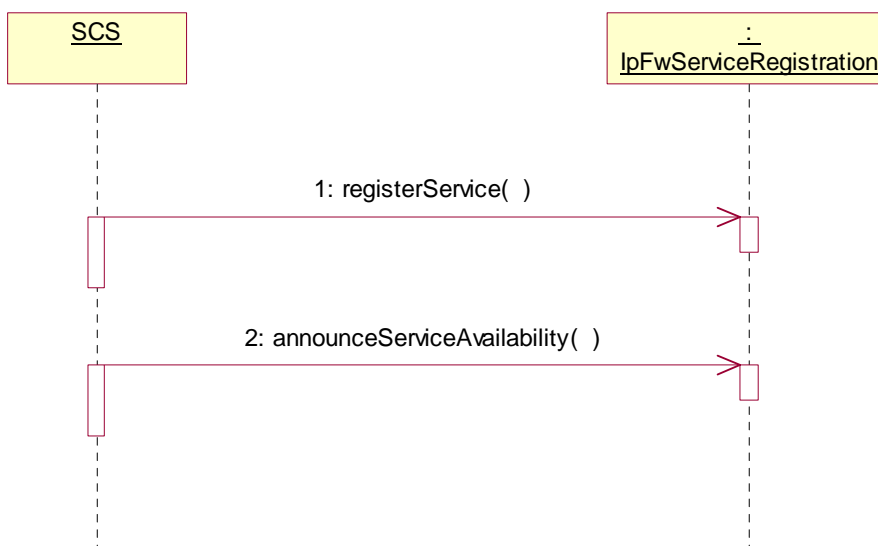 SCS
:
IpFwServiceRegistration
1: registerService( )
2: announceServiceAvailability( )